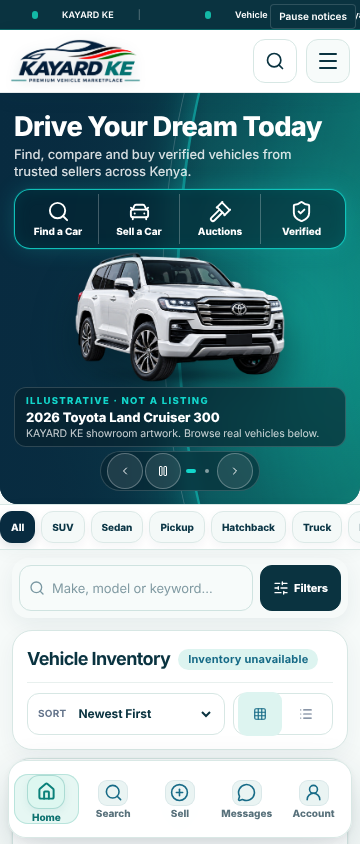 KAYARD KE
Vehicle
Pause notices
KAYARD KE
PREMIUM VEHICLE MARKETPLACE
Drive Your Dream Today
Find, compare and buy verified vehicles from
trusted sellers across Kenya.
Find a Car
Sell a Car
Auctions
Verified
ILLUSTRATIVE · NOT A LISTING
2026 Toyota Land Cruiser 300
KAYARD KE showroom artwork. Browse real vehicles below.
All
SUV
Sedan
Pickup
Hatchback
Truck
Make, model or keyword...
Filters
Vehicle Inventory
Inventory unavailable
SORT
Newest First
Home
Search
Sell
Messages
Account